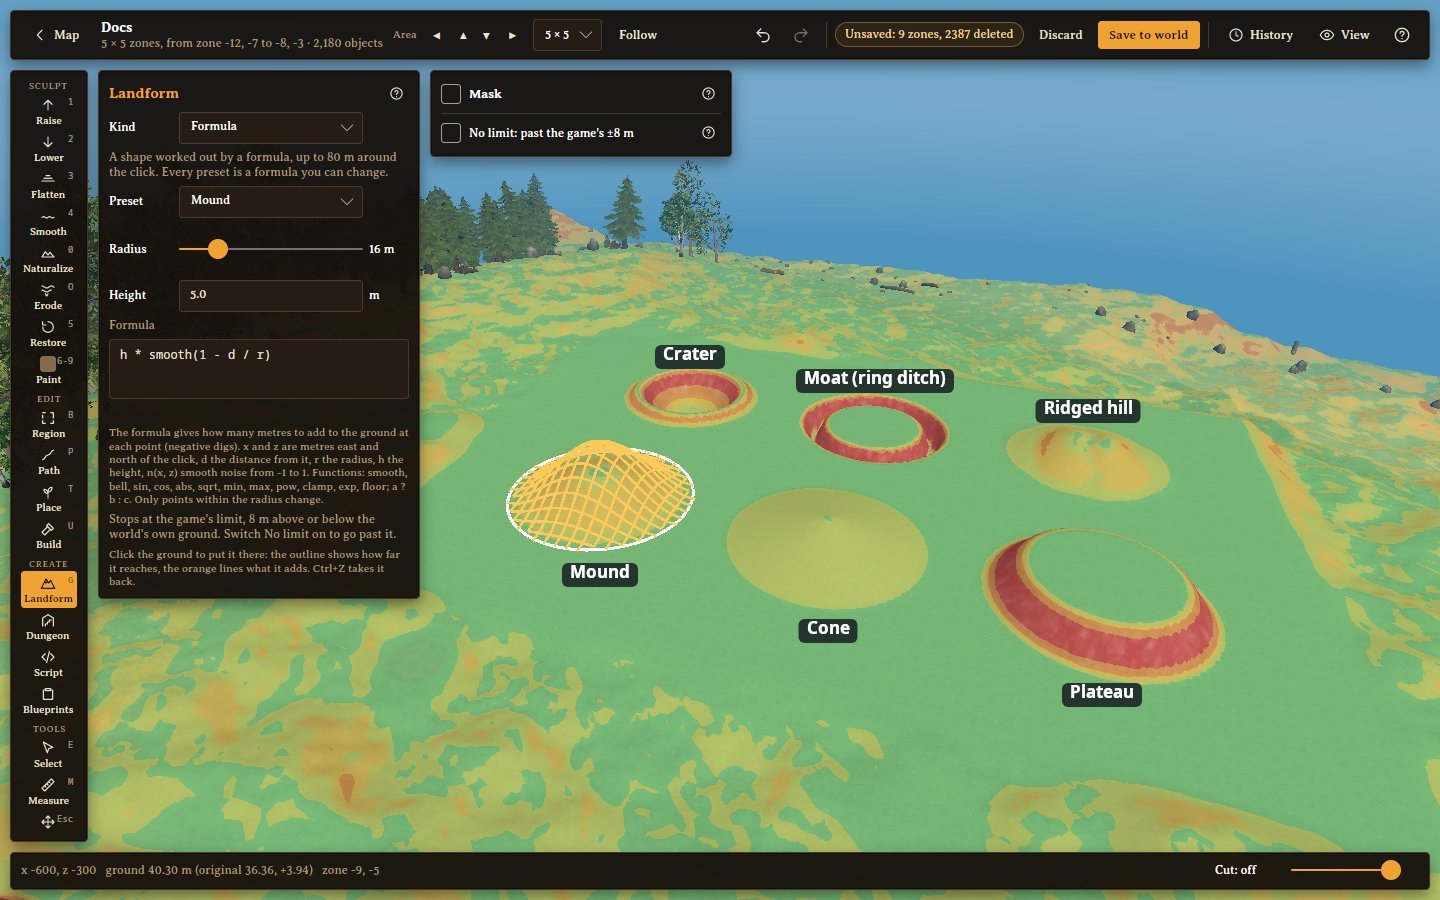 Map
Docs
5 × 5 zones, from zone -12, -7 to -8, -3 · 2,180 objects
Area
5 × 5
Follow
Unsaved: 9 zones, 2387 deleted
Discard
Save to world
History
View
SCULPT
1
Raise
2
Lower
3
Flatten
4
Smooth
0
Naturalize
O
Erode
5
Restore
6-9
Paint
EDIT
B
Region
P
Path
T
Place
U
Build
CREATE
G
Landform
Dungeon
Script
Blueprints
TOOLS
E
Select
M
Measure
Esc
Landform
Kind
Formula
A shape worked out by a formula, up to 80 m around
the click. Every preset is a formula you can change.
Preset
Mound
Radius
16 m
Height
5.0
m
Formula
h * smooth(1 - d / r)
The formula gives how many metres to add to the ground at
each point (negative digs). x and z are metres east and
north of the click, d the distance from it, r the radius, h the
height, n(x, z) smooth noise from -1 to 1. Functions: smooth,
bell, sin, cos, abs, sqrt, min, max, pow, clamp, exp, floor; a ?
b : c. Only points within the radius change.
Stops at the game's limit, 8 m above or below the
world's own ground. Switch No limit on to go past it.
Click the ground to put it there: the outline shows how far
it reaches, the orange lines what it adds. Ctrl+Z takes it
back.
Mask
No limit: past the game's ±8 m
Crater
Moat (ring ditch)
Ridged hill
Mound
Cone
Plateau
x -600, z -300 ground 40.30 m (original 36.36, +3.94) zone -9, -5
Cut: off